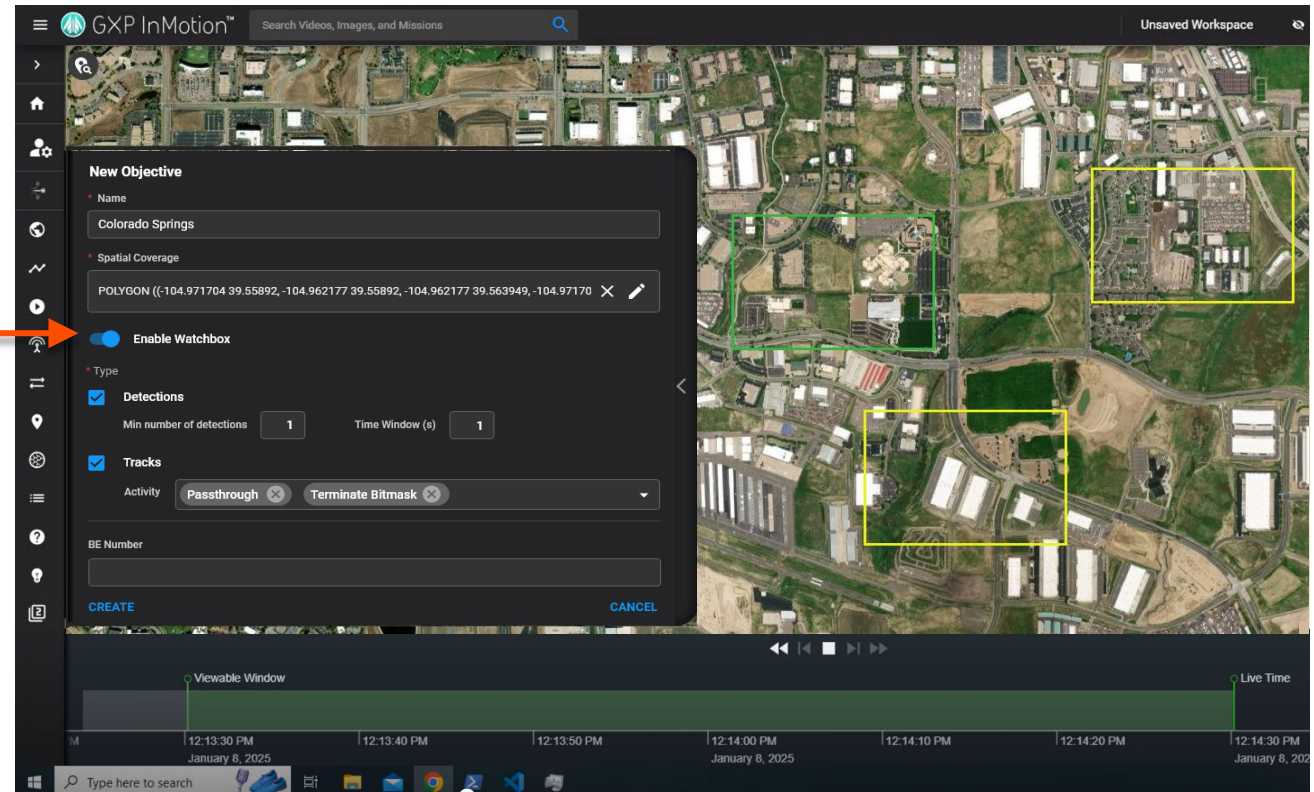 GXP InMotion™
Search Videos, Images, and Missions
Unsaved Workspace
New Objective
* Name
Colorado Springs
* Spatial Coverage
POLYGON ((-104.971704 39.55892, -104.962177 39.55892, -104.962177 39.563949, -104.97170
Enable Watchbox
* Type
Detections
Min number of detections 1 Time Window (s) 1
Tracks
Activity Passthrough Terminate Bitmask
BE Number
CREATE CANCEL
Viewable Window Live Time
M 12:13:30 PM 12:13:40 PM 12:13:50 PM 12:14:00 PM 12:14:10 PM 12:14:20 PM 12:14:30 PM
January 8, 2025 January 8, 2025 January 8, 202
Type here to search